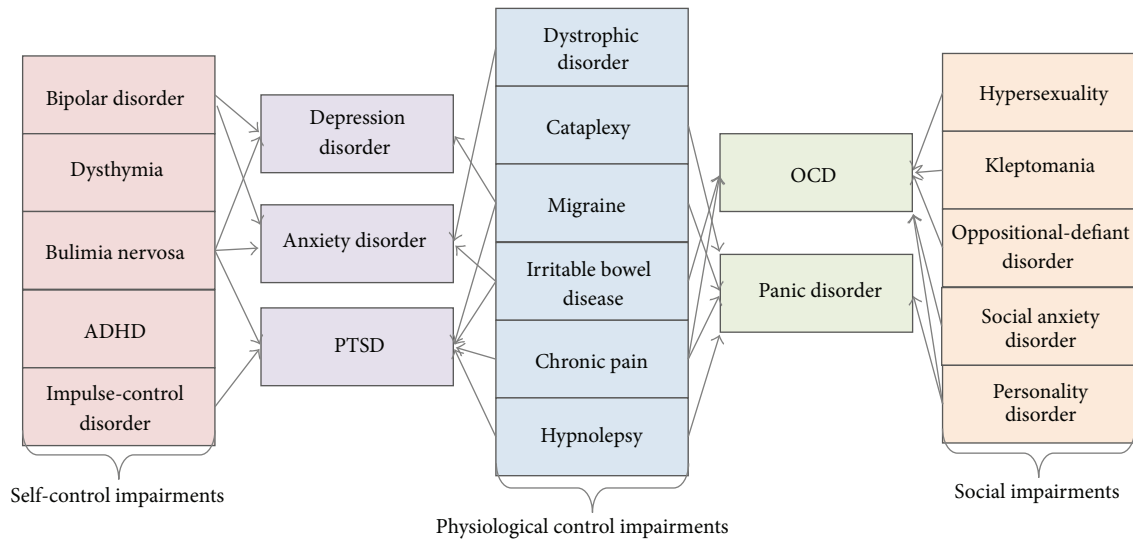 Bipolar disorder
Dysthymia
Bulimia nervosa
ADHD
Impulse-control
disorder
Self-control impairments
Depression
disorder
Anxiety disorder
PTSD
Dystrophic
disorder
Cataplexy
Migraine
Irritable bowel
disease
Chronic pain
Hypnolepsy
Physiological control impairments
OCD
Panic disorder
Hypersexuality
Kleptomania
Oppositional-defiant
disorder
Social anxiety
disorder
Personality
disorder
Social impairments